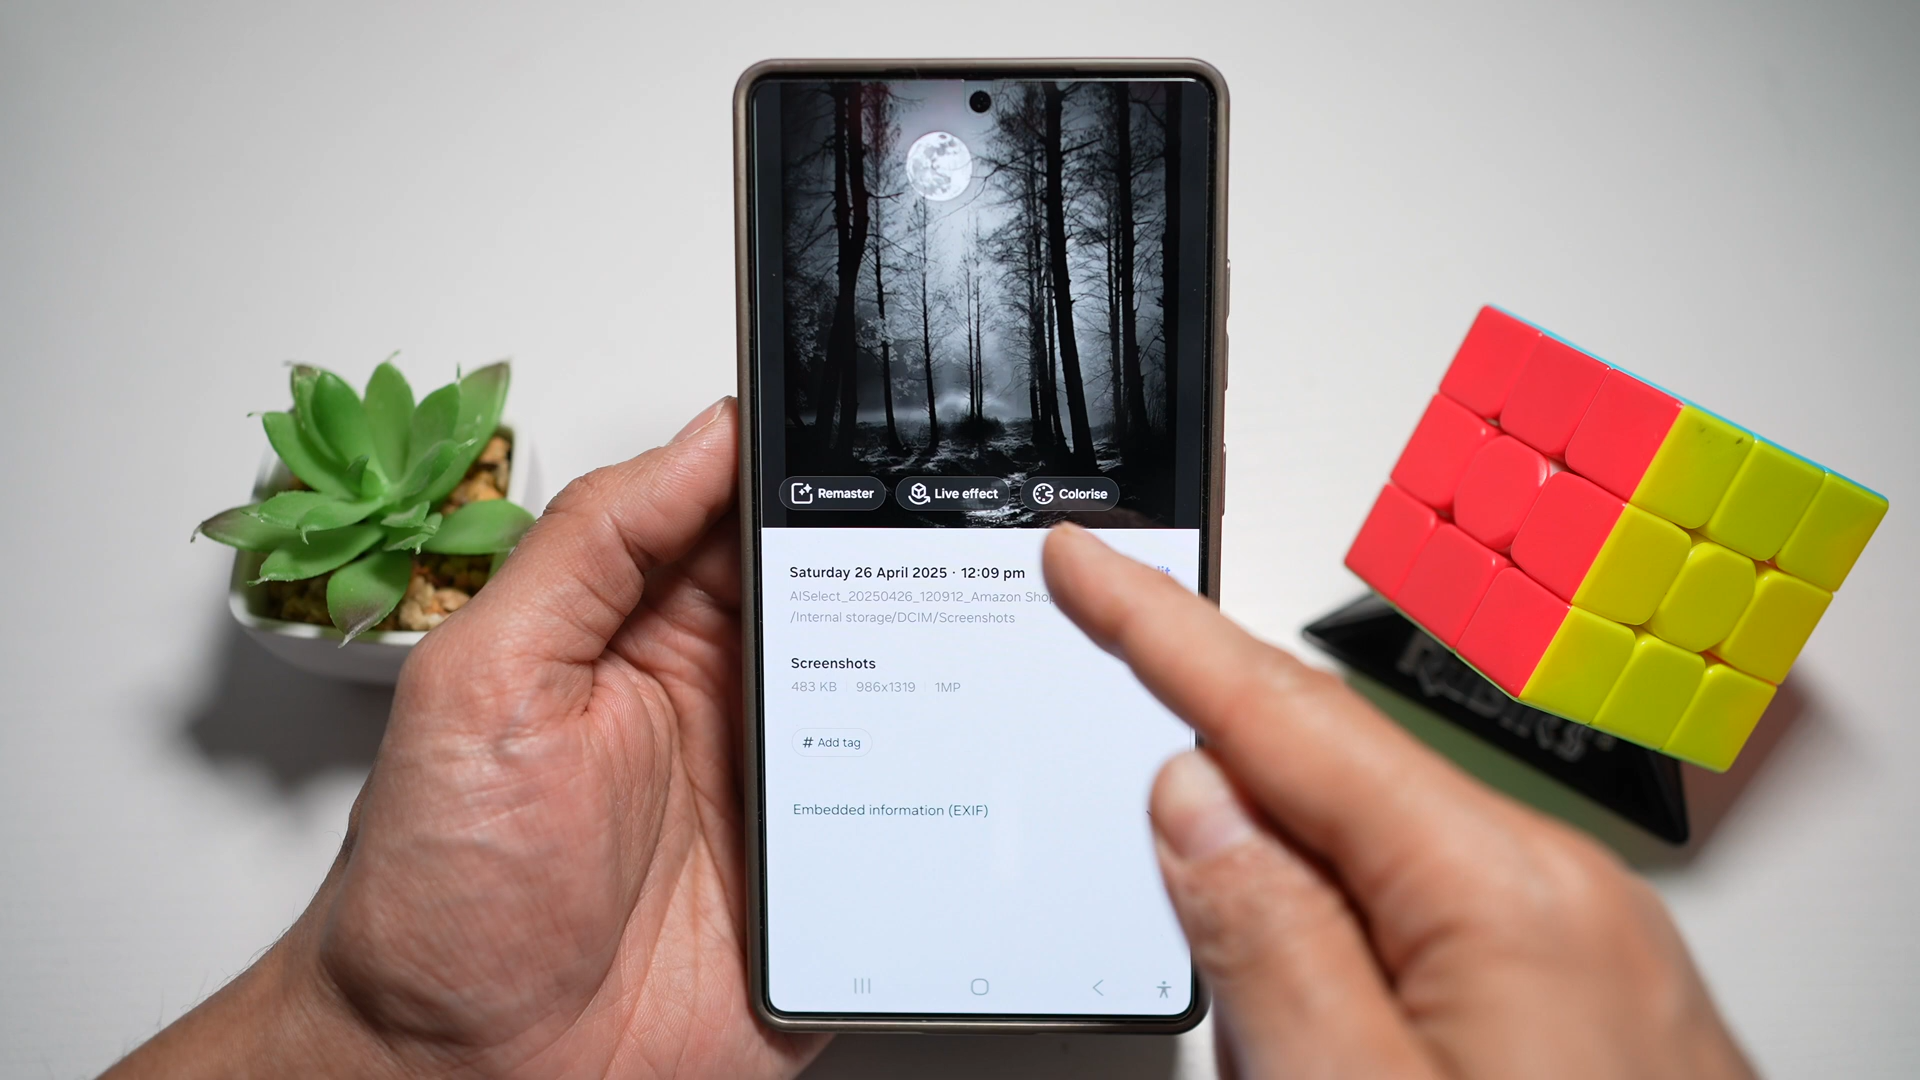 Remaster Live effect Colorise
Saturday 26 April 2025 · 12:09 pm
AISelect_20250426_120912_Amazon Shop
/Internal storage/DCIM/Screenshots
Screenshots
483 KB 986x1319 1MP
# Add tag
Embedded information (EXIF)